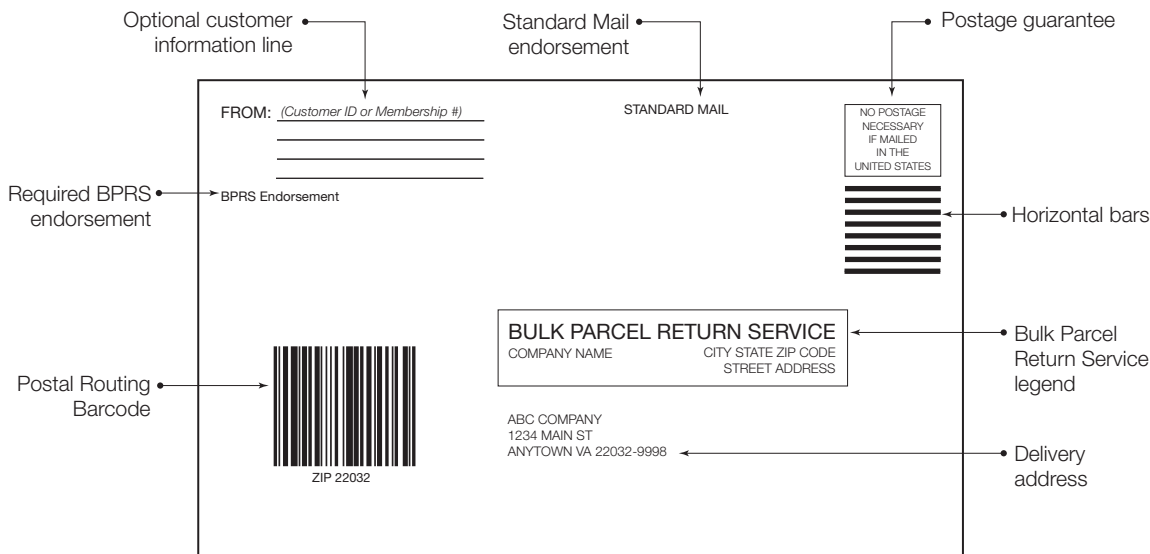 Optional customer
information line
Standard Mail
endorsement
Postage guarantee
FROM: (Customer ID or Membership #)
STANDARD MAIL
NO POSTAGE
NECESSARY
IF MAILED
IN THE
UNITED STATES
Required BPRS
endorsement
BPRS Endorsement
Horizontal bars
BULK PARCEL RETURN SERVICE
COMPANY NAME CITY STATE ZIP CODE
STREET ADDRESS
Bulk Parcel
Return Service
legend
Postal Routing
Barcode
ZIP 22032
ABC COMPANY
1234 MAIN ST
ANYTOWN VA 22032-9998
Delivery
address